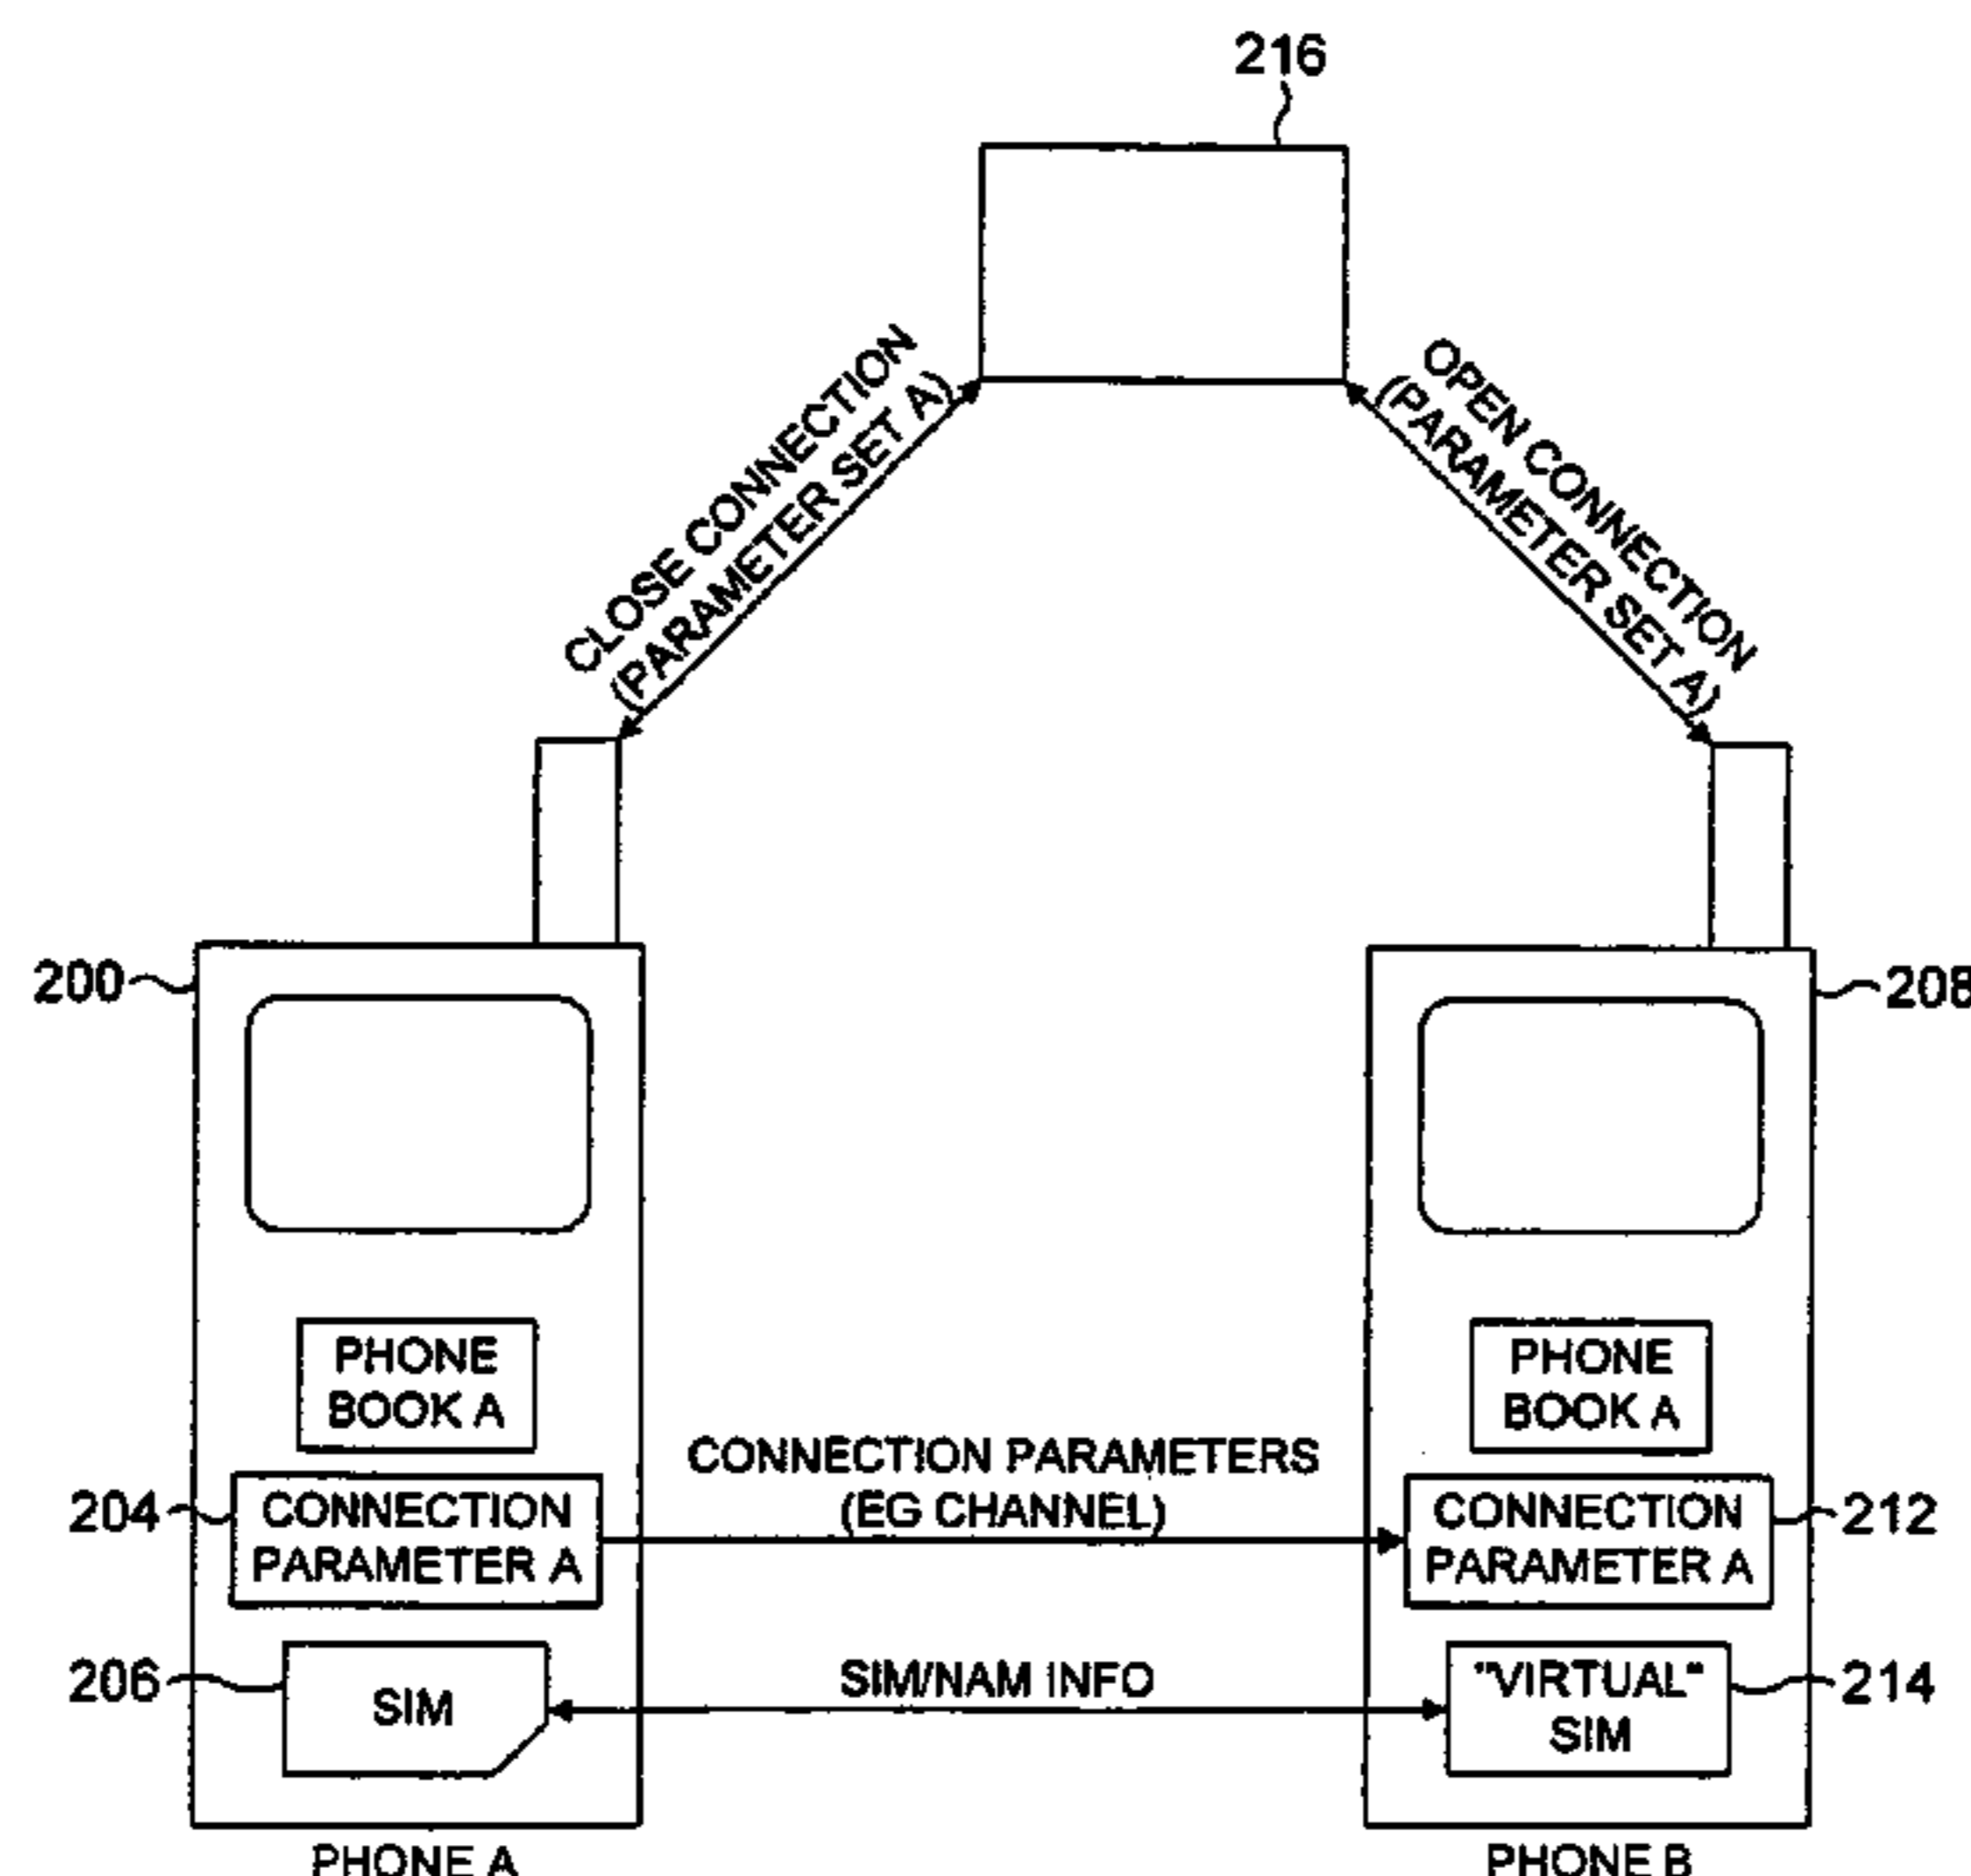 216
CLOSE CONNECTION
(PARAMETER SET A)
OPEN CONNECTION
(PARAMETER SET A)
200
208
PHONE
BOOK A
PHONE
BOOK A
CONNECTION PARAMETERS
(EG CHANNEL)
204
CONNECTION
PARAMETER A
CONNECTION
PARAMETER A
212
206
SIM
SIM/NAM INFO
"VIRTUAL"
SIM
214
PHONE A
PHONE B